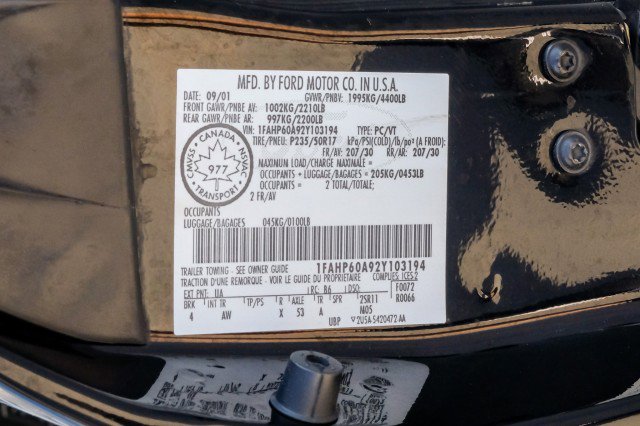 MFD. BY FORD MOTOR CO. IN U.S.A.
DATE: 09/01 GVWR/PNBV: 1995KG/4400LB
FRONT GAWR/PNBE AV: 1002KG/2210LB
REAR GAWR/PNBE AR: 997KG/2200LB
VIN: 1FAHP60A92Y103194 TYPE: PC/VT
TIRE/PNEU: P235/50R17 kPa/PSI(COLD)/lb/po² (A FROID):
FR/AV: 207/30 RR/AR: 207/30
MAXIMUM LOAD/CHARGE MAXIMALE =
OCCUPANTS + LUGGAGE/BAGAGES = 205KG/0453LB
2 TOTAL/TOTALE:
2 FR/AV
CMVSS · CANADA · NSVAC · TRANSPORT ·
977
OCCUPANTS
LUGGAGE/BAGAGES 045KG/0100LB
1FAHP60A92Y103194
TRAILER TOWING - SEE OWNER GUIDE
TRACTION D'UNE REMORQUE - VOIR LE GUIDE DU PROPRIETAIRE COMPLIES ICES-2
EXT PNT: UA RC: B6 DSO: F0072
BRK INT TR TP/PS R AXLE TR SPR 2SR11 R0066
4 AW X 53 A M05
UBP 2U5A-5420472-AA